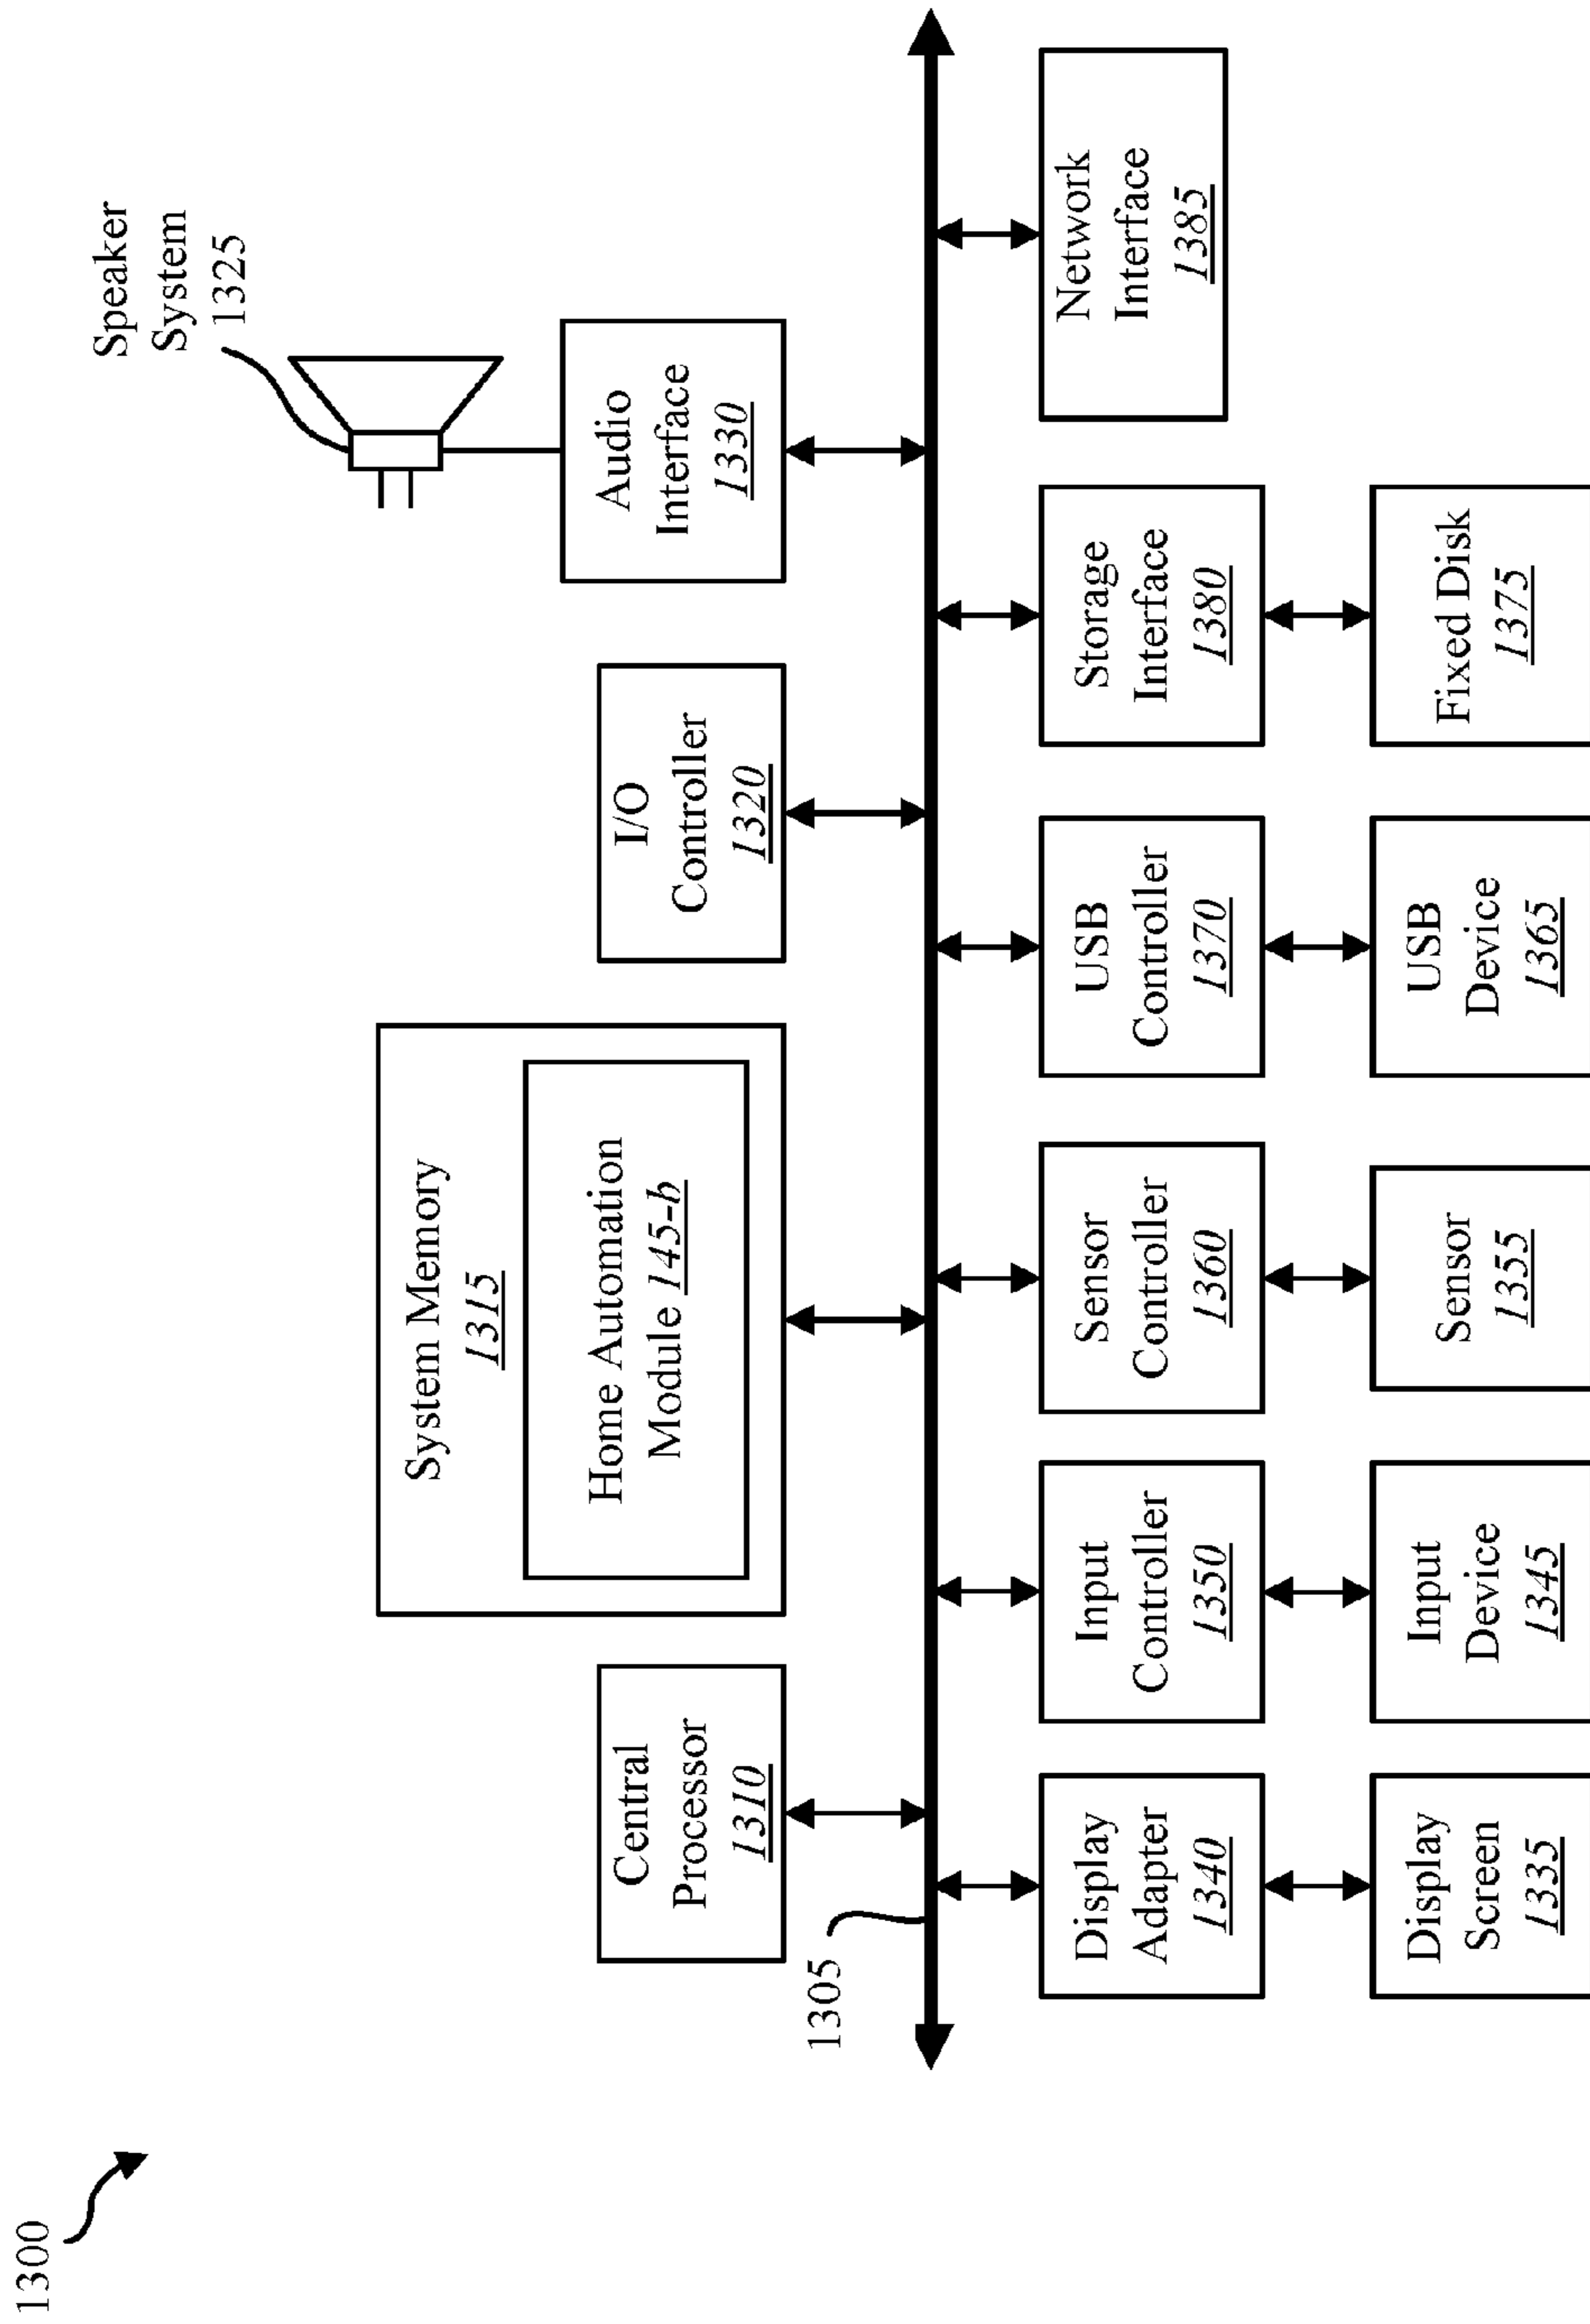 1300
Speaker
System
1325
System Memory
1315
Home Automation
Module 145-b
Central
Processor
1310
I/O
Controller
1320
Audio
Interface
1330
1305
Display
Adapter
1340
Input
Controller
1350
Sensor
Controller
1360
USB
Controller
1370
Storage
Interface
1380
Network
Interface
1385
Display
Screen
1335
Input
Device
1345
Sensor
1355
USB
Device
1365
Fixed Disk
1375